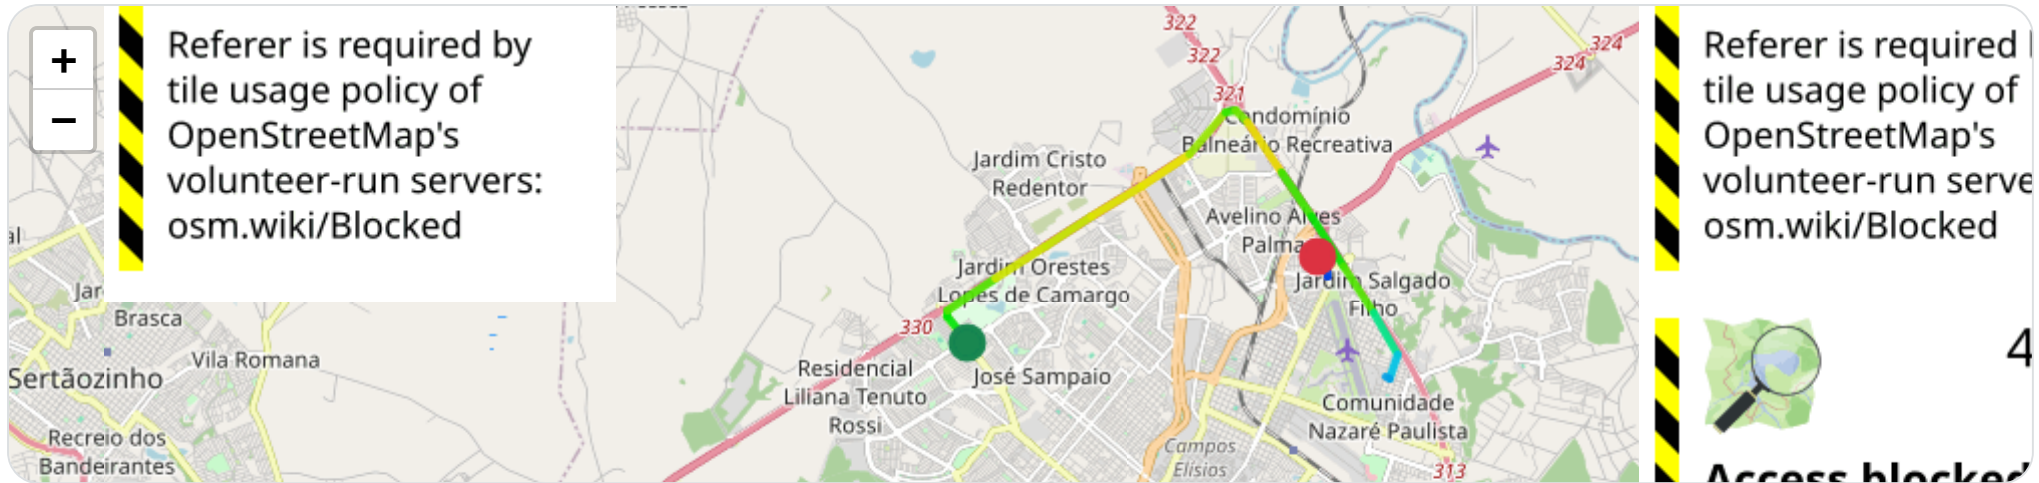 +
−
Referer is required by
tile usage policy of
OpenStreetMap's
volunteer-run servers:
osm.wiki/Blocked
Brasca
Vila Romana
Sertãozinho
Recreio dos
Bandeirantes
322
322
321
324
324
Condomínio
Balneário Recreativa
Jardim Cristo
Redentor
Avelino Alves
Palma
Jardim Orestes
Lopes de Camargo
Jardim Salgado
Filho
330
Residencial
Liliana Tenuto
Rossi
José Sampaio
Comunidade
Nazaré Paulista
Campos
Elísios
313
Referer is required
tile usage policy of
OpenStreetMap's
volunteer-run serve
osm.wiki/Blocked
4
Access blocked